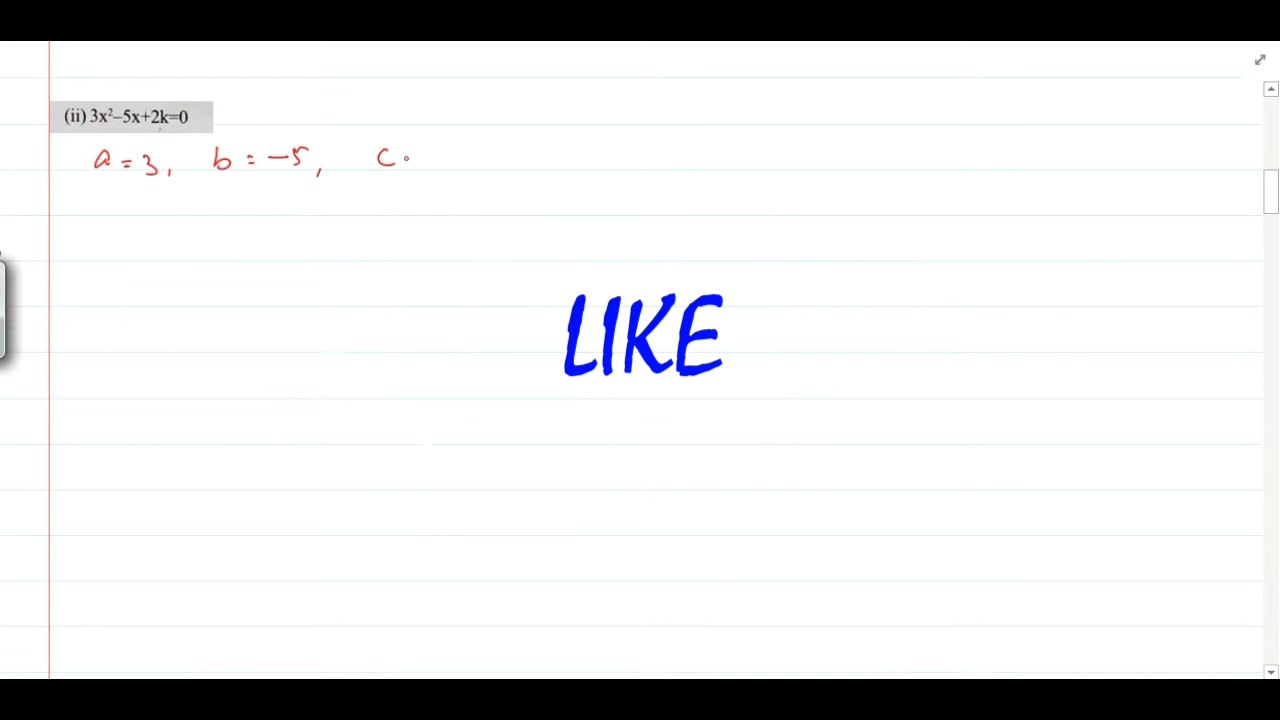 (ii) 3x²–5x+2k=0
a = 3, b = -5, c
LIKE